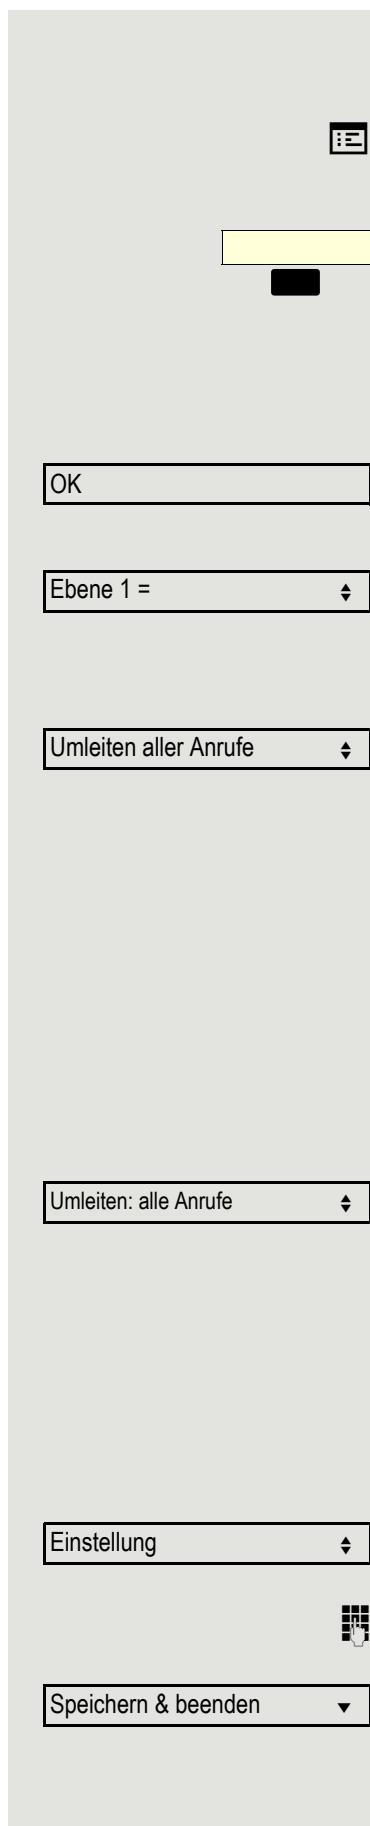 OK
Ebene 1 =
Umleiten aller Anrufe
Umleiten: alle Anrufe
Einstellung
Speichern & beenden